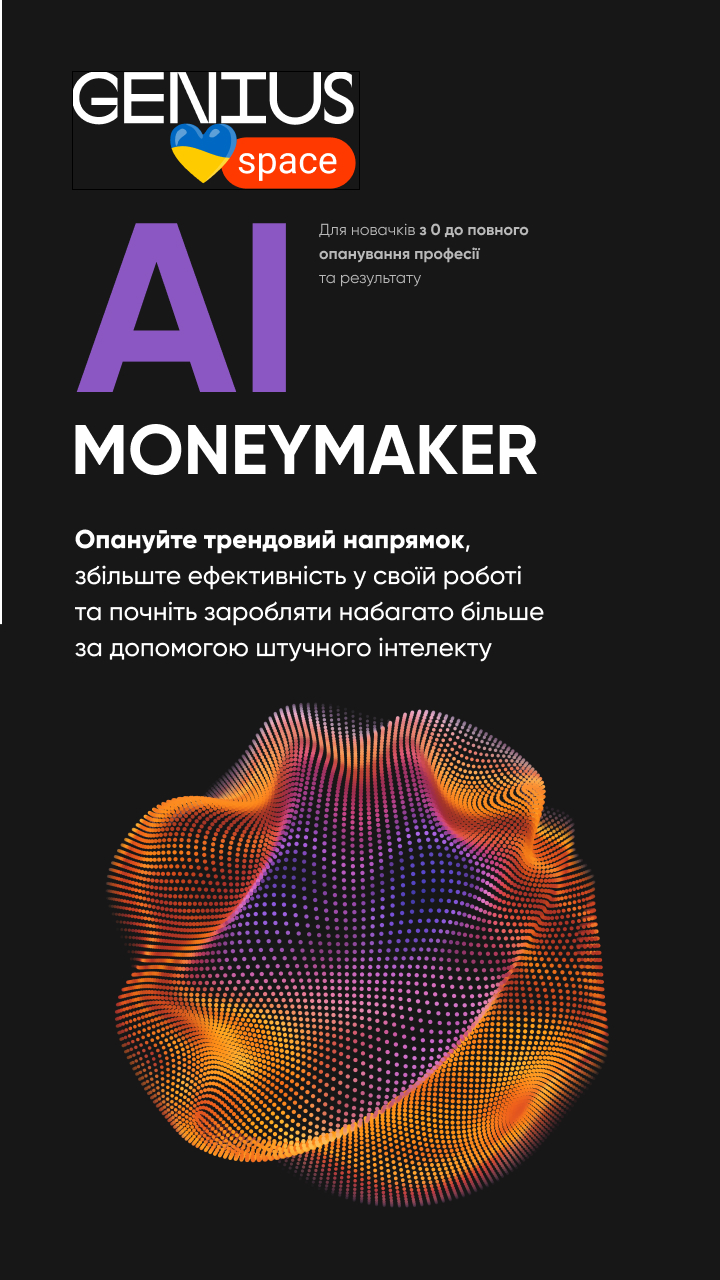 GENIUS
space
AI
Для новачків з 0 до повного
опанування професії
та результату
MONEYMAKER
Опануйте трендовий напрямок,
збільште ефективність у своїй роботі
та почніть заробляти набагато більше
за допомогою штучного інтелекту